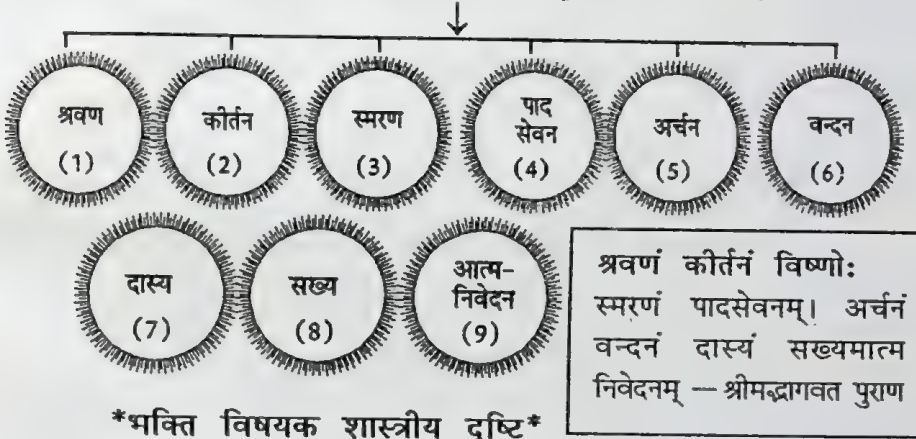 श्रवण
(1)
कीर्तन
(2)
स्मरण
(3)
पाद
सेवन
(4)
अर्चन
(5)
वन्दन
(6)
दास्य
(7)
सख्य
(8)
आत्म-
निवेदन
(9)
श्रवणं कीर्तनं विष्णो:
स्मरणं पादसेवनम्। अर्चनं
वन्दनं दास्यं सख्यमात्म
निवेदनम् —श्रीमद्भागवत पुराण
*भक्ति विषयक शास्त्रीय दृष्टि*